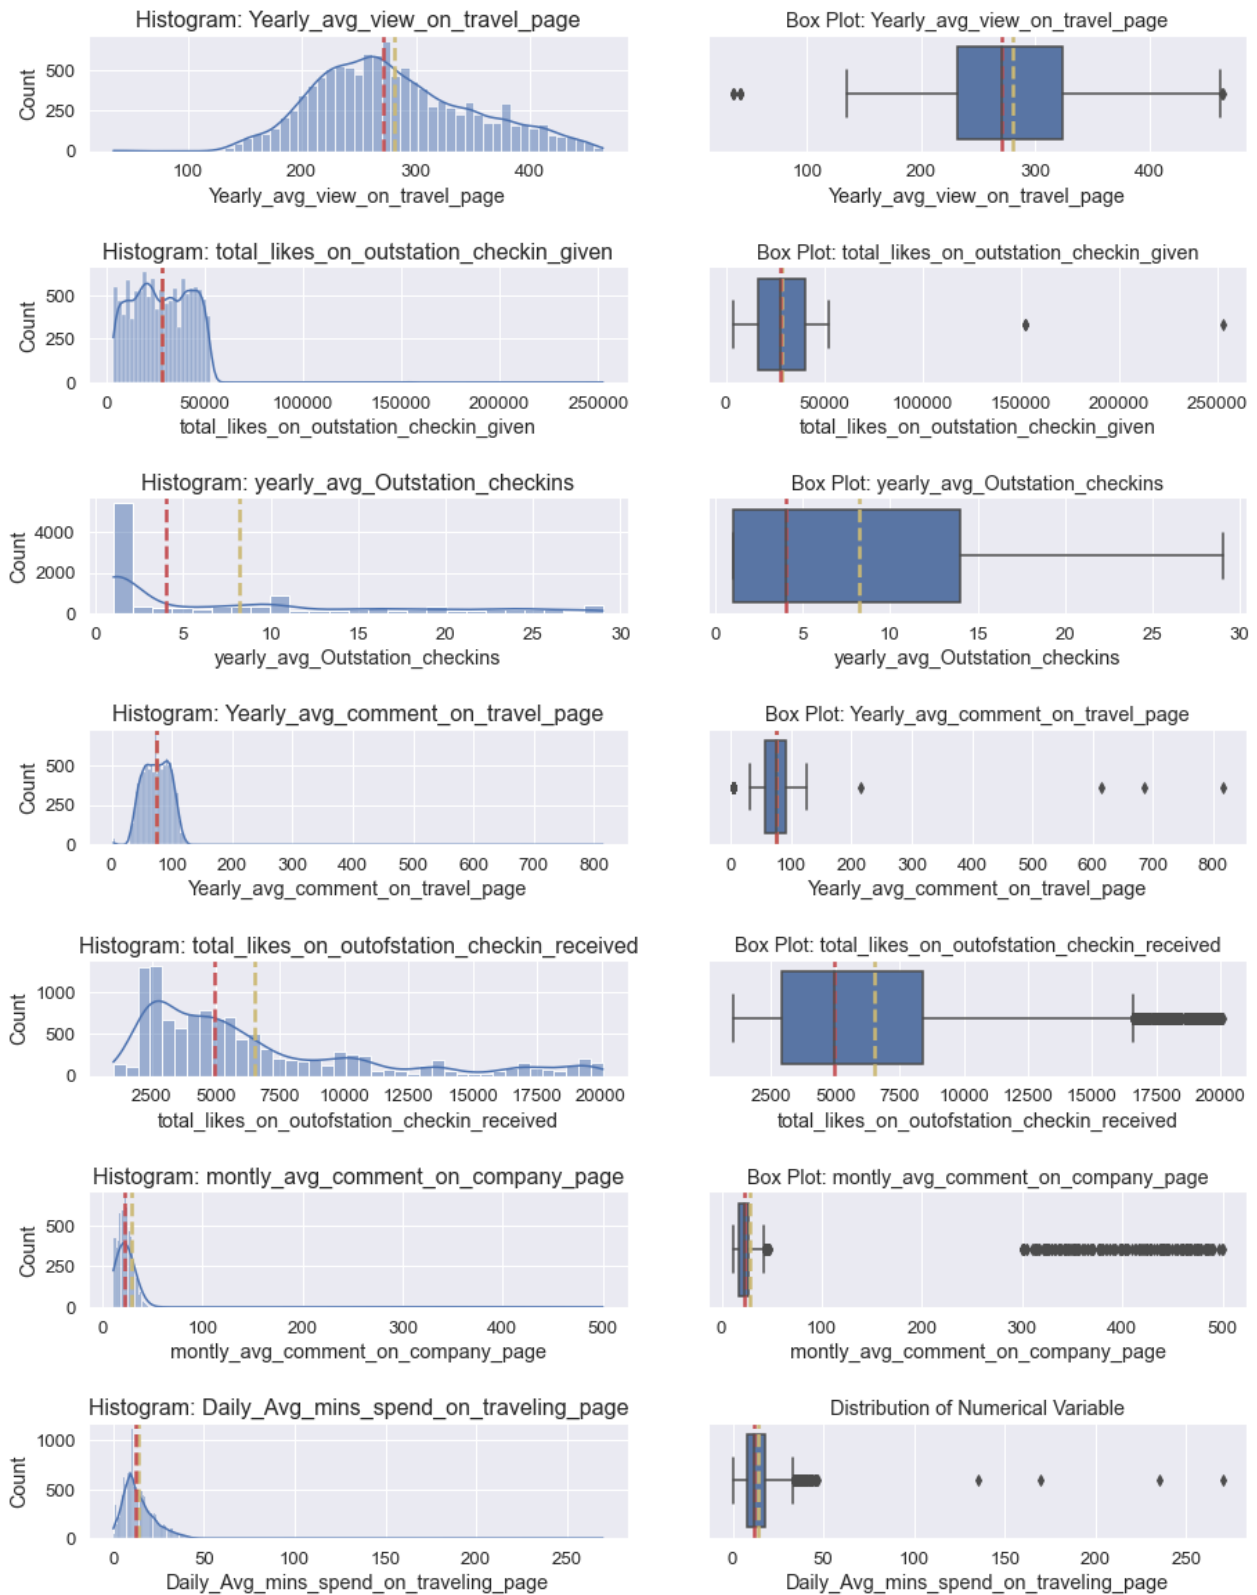 Histogram: Yearly_avg_view_on_travel_page
Box Plot: Yearly_avg_view_on_travel_page
Count
500
250
0
100 200 300 400
100 200 300 400
Yearly_avg_view_on_travel_page
Yearly_avg_view_on_travel_page
Histogram: total_likes_on_outstation_checkin_given
Box Plot: total_likes_on_outstation_checkin_given
Count
500
250
0
0 50000 100000 150000 200000 250000
0 50000 100000 150000 200000 250000
total_likes_on_outstation_checkin_given
total_likes_on_outstation_checkin_given
Histogram: yearly_avg_Outstation_checkins
Box Plot: yearly_avg_Outstation_checkins
Count
4000
2000
0
0 5 10 15 20 25 30
0 5 10 15 20 25 30
yearly_avg_Outstation_checkins
yearly_avg_Outstation_checkins
Histogram: Yearly_avg_comment_on_travel_page
Box Plot: Yearly_avg_comment_on_travel_page
Count
500
250
0
0 100 200 300 400 500 600 700 800
0 100 200 300 400 500 600 700 800
Yearly_avg_comment_on_travel_page
Yearly_avg_comment_on_travel_page
Histogram: total_likes_on_outofstation_checkin_received
Box Plot: total_likes_on_outofstation_checkin_received
Count
1000
500
0
2500 5000 7500 10000 12500 15000 17500 20000
2500 5000 7500 10000 12500 15000 17500 20000
total_likes_on_outofstation_checkin_received
total_likes_on_outofstation_checkin_received
Histogram: montly_avg_comment_on_company_page
Box Plot: montly_avg_comment_on_company_page
Count
500
250
0
0 100 200 300 400 500
0 100 200 300 400 500
montly_avg_comment_on_company_page
montly_avg_comment_on_company_page
Histogram: Daily_Avg_mins_spend_on_traveling_page
Distribution of Numerical Variable
Count
1000
500
0
0 50 100 150 200 250
0 50 100 150 200 250
Daily_Avg_mins_spend_on_traveling_page
Daily_Avg_mins_spend_on_traveling_page